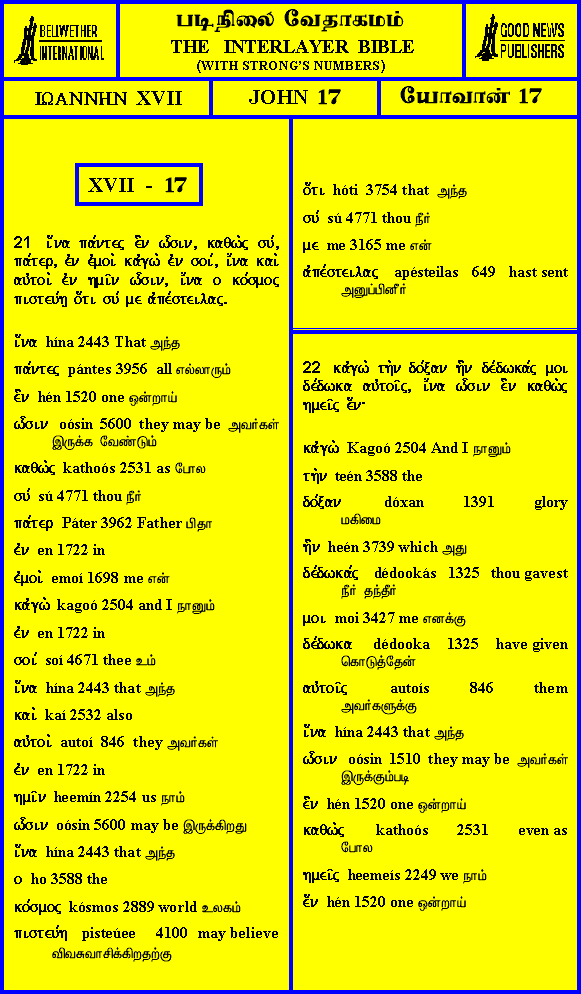 BELLWETHER
INTERNATIONAL
படிநிலை வேதாகமம்
THE INTERLAYER BIBLE
(WITH STRONG'S NUMBERS)
GOOD NEWS
PUBLISHERS
ΙΩΑΝΝΗΝ XVII
JOHN 17
யோவான் 17
XVII - 17
21 ἵνα πάντες ἓν ὦσιν, καθὼς σύ,
πάτερ, ἐν ἐμοὶ κἀγὼ ἐν σοί, ἵνα καὶ
αὐτοὶ ἐν ημῖν ὦσιν, ἵνα ο κόσμος
πιστεύῃ ὅτι σύ με ἀπέστειλας.
ἵνα hína 2443 That அந்த
πάντες pántes 3956 all எல்லாரும்
ἓν hén 1520 one ஒன்றாய்
ὦσιν oósin 5600 they may be அவர்கள்
இருக்க வேண்டும்
καθὼς kathoós 2531 as போல
σύ sú 4771 thou நீர்
πάτερ Páter 3962 Father பிதா
ἐν en 1722 in
ἐμοὶ emoí 1698 me என்
κἀγὼ kagoó 2504 and I நானும்
ἐν en 1722 in
σοί soí 4671 thee உம்
ἵνα hína 2443 that அந்த
καὶ kaí 2532 also
αὐτοὶ autoí 846 they அவர்கள்
ἐν en 1722 in
ημῖν heemín 2254 us நாம்
ὦσιν oósin 5600 may be இருக்கிறது
ἵνα hína 2443 that அந்த
ο ho 3588 the
κόσμος kósmos 2889 world உலகம்
πιστεύῃ pisteúee 4100 may believe
விவசுவாசிக்கிறதற்கு
ὅτι hóti 3754 that அந்த
σύ sú 4771 thou நீர்
με me 3165 me என்
ἀπέστειλας apésteilas 649 hast sent
அனுப்பினீர்
22 κἀγὼ τὴν δόξαν ἣν δέδωκάς μοι
δέδωκα αὐτοῖς, ἵνα ὦσιν ἓν καθὼς
ημεῖς ἕν·
κἀγὼ Kagoó 2504 And I நானும்
τὴν teén 3588 the
δόξαν dóxan 1391 glory
மகிமை
ἣν heén 3739 which அது
δέδωκάς dédookás 1325 thou gavest
நீர் தந்தீர்
μοι moi 3427 me எனக்கு
δέδωκα dédooka 1325 have given
கொடுத்தேன்
αὐτοῖς autoís 846 them
அவர்களுக்கு
ἵνα hína 2443 that அந்த
ὦσιν oósin 1510 they may be அவர்கள்
இருக்கும்படி
ἓν hén 1520 one ஒன்றாய்
καθὼς kathoós 2531 even as
போல
ημεῖς heemeís 2249 we நாம்
ἕν hén 1520 one ஒன்றாய்